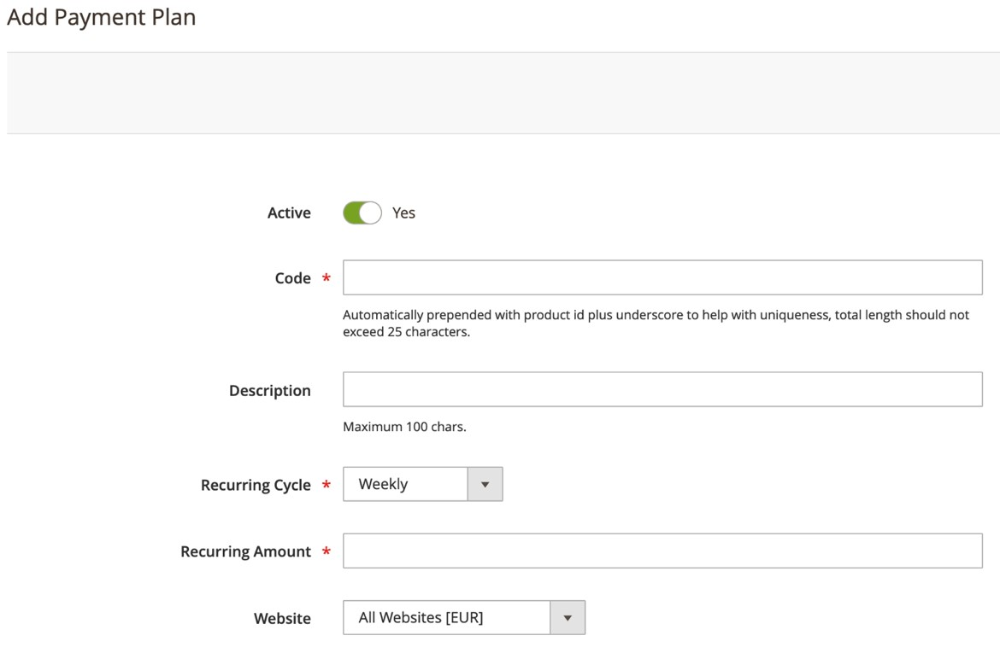 Add Payment Plan
Active Yes
Code *
Automatically prepended with product id plus underscore to help with uniqueness, total length should not
exceed 25 characters.
Description
Maximum 100 chars.
Recurring Cycle * Weekly
Recurring Amount *
Website All Websites [EUR]